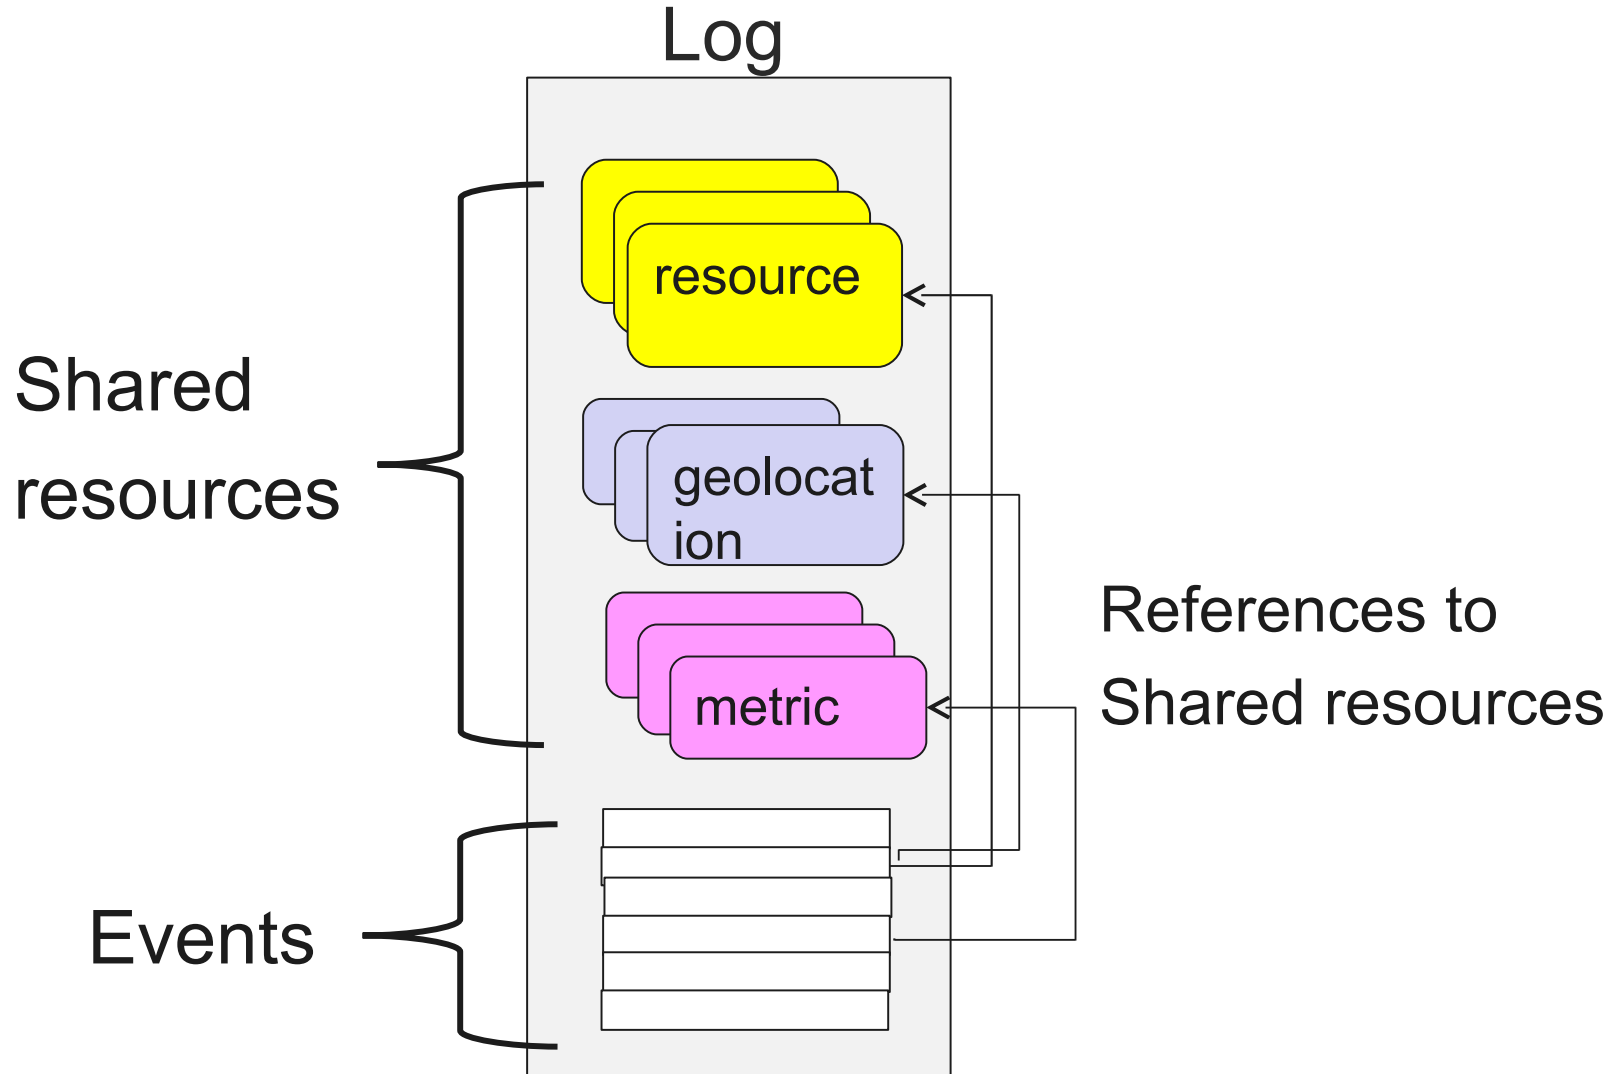 Log
resource
Shared
resources
geolocat
ion
References to
Shared resources
metric
Events